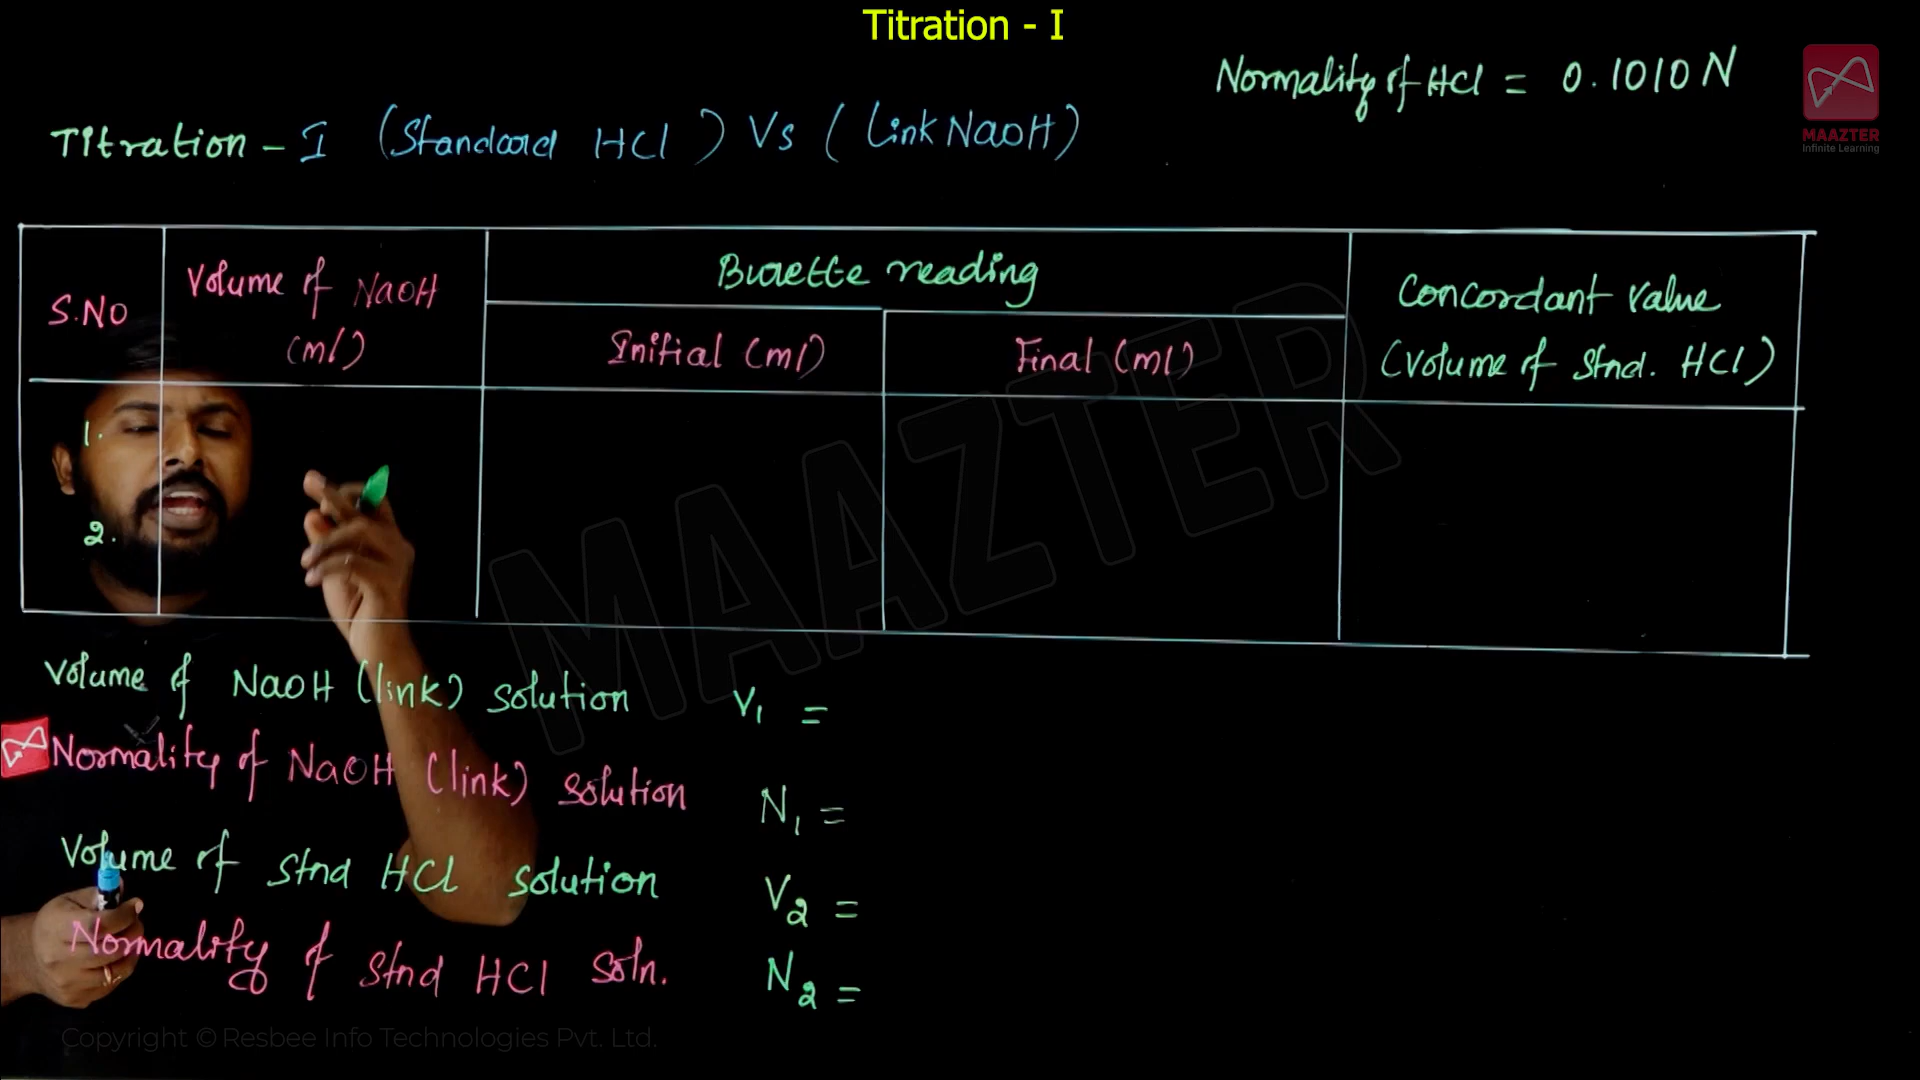 Titration - I
Normality of HCl = 0.1010 N
MAAZTER
Infinite Learning
Titration - I (Standard HCl) Vs (Link NaOH)
S.NO
Volume of NaOH
(ml)
Burette reading
Initial (ml)
Final (ml)
Concordant Value
(Volume of Stnd. HCl)
1.
2.
MAAZTER
Volume of NaOH (link) solution V1 =
Normality of NaOH (link) solution N1 =
Volume of Stnd HCl solution V2 =
Normality of Stnd HCl Soln. N2 =
Copyright © Resbee Info Technologies Pvt. Ltd.